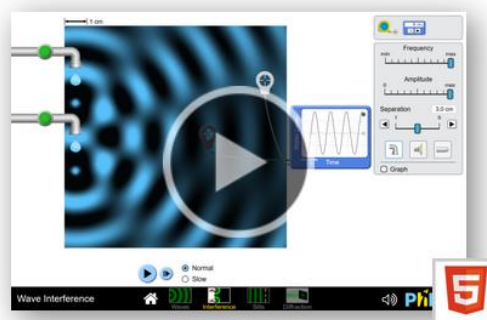 1 cm
Frequency
min max
Amplitude
0 max
Separation 3.0 cm
1 5
Graph
Time
Normal
Slow
Wave Interference
Waves Interference Slits Diffraction
5